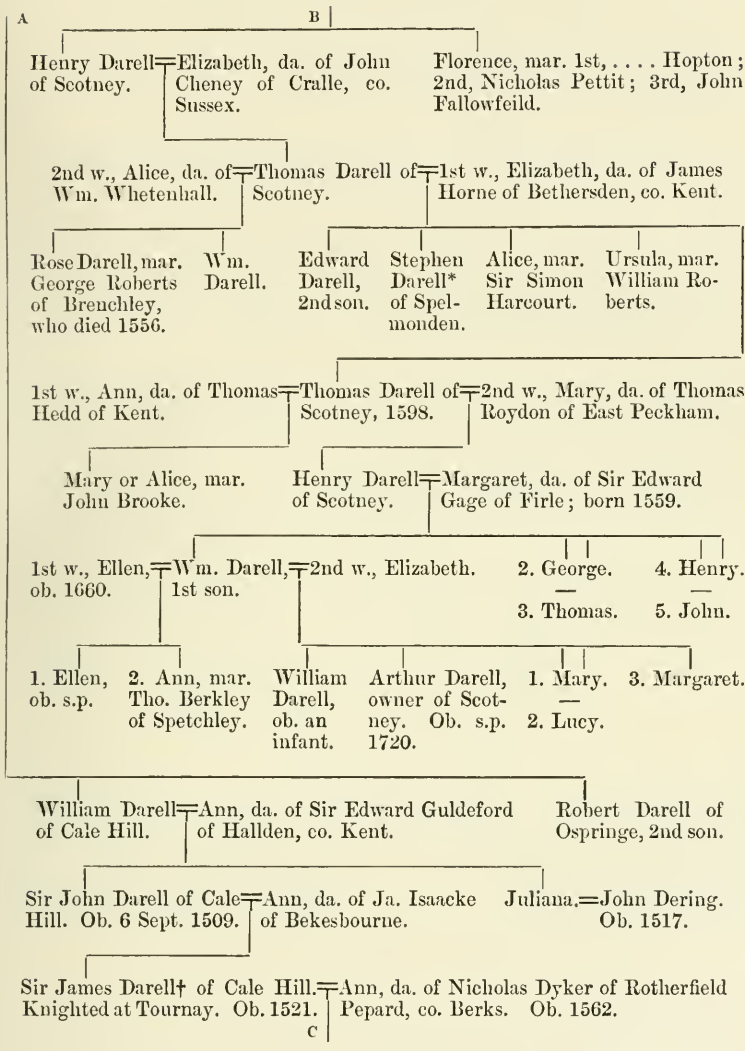 A
B
Henry Darell=Elizabeth, da. of John
of Scotney.
Cheney of Cralle, co.
Sussex.
Florence, mar. 1st, . . . . Hopton;
2nd, Nicholas Pettit; 3rd, John
Fallowfeild.
2nd w., Alice, da. of=Thomas Darell of=1st w., Elizabeth, da. of James
Wm. Whetenhall.
Scotney.
Horne of Bethersden, co. Kent.
Rose Darell, mar.
George Roberts
of Brenchley,
who died 1556.
Wm.
Darell.
Edward
Darell,
2nd son.
Stephen
Darell*
of Spel-
monden.
Alice, mar.
Sir Simon
Harcourt.
Ursula, mar.
William Ro-
berts.
1st w., Ann, da. of Thomas=Thomas Darell of=2nd w., Mary, da. of Thomas
Hedd of Kent.
Scotney, 1598.
Roydon of East Peckham.
Mary or Alice, mar.
John Brooke.
Henry Darell=Margaret, da. of Sir Edward
of Scotney.
Gage of Firle; born 1559.
1st w., Ellen,=Wm. Darell,=2nd w., Elizabeth.
ob. 1660.
1st son.
2. George.
—
3. Thomas.
4. Henry.
—
5. John.
1. Ellen,
ob. s.p.
2. Ann, mar.
Tho. Berkley
of Spetchley.
William
Darell,
ob. an
infant.
Arthur Darell,
owner of Scot-
ney. Ob. s.p.
1720.
1. Mary.
—
2. Lucy.
3. Margaret.
William Darell=Ann, da. of Sir Edward Guldeford
of Cale Hill.
of Hallden, co. Kent.
Robert Darell of
Ospringe, 2nd son.
Sir John Darell of Cale=Ann, da. of Ja. Isaacke
Hill. Ob. 6 Sept. 1509.
of Bekesbourne.
Juliana.=John Dering.
Ob. 1517.
Sir James Darell† of Cale Hill.=Ann, da. of Nicholas Dyker of Rotherfield
Knighted at Tournay. Ob. 1521.
Pepard, co. Berks. Ob. 1562.
C